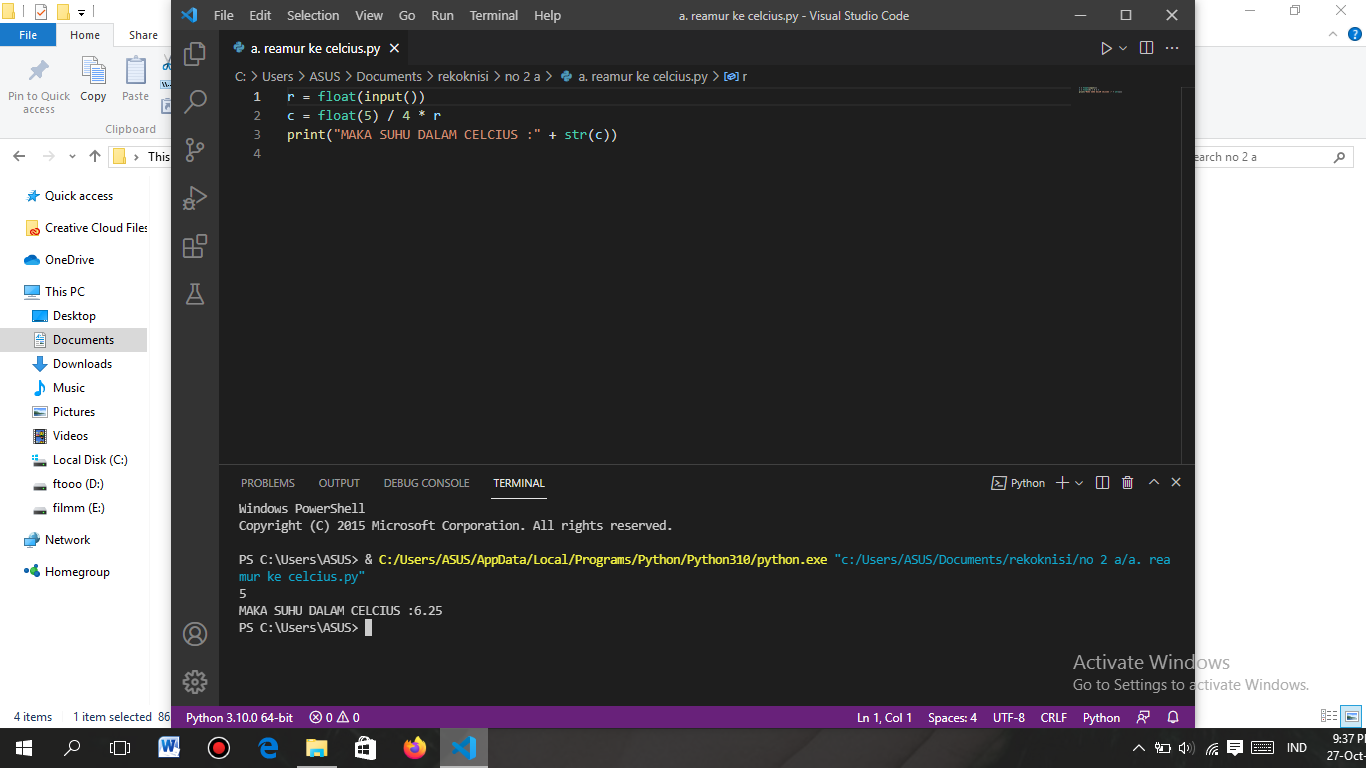 File Edit Selection View Go Run Terminal Help
a. reamur ke celcius.py - Visual Studio Code
File Home Share
Pin to Quick access
Copy
Paste
Clipboard
This
earch no 2 a
Quick access
Creative Cloud Files
OneDrive
This PC
Desktop
Documents
Downloads
Music
Pictures
Videos
Local Disk (C:)
ftooo (D:)
filmm (E:)
Network
Homegroup
4 items 1 item selected 86
a. reamur ke celcius.py
C: > Users > ASUS > Documents > rekoknisi > no 2 a > a. reamur ke celcius.py > r
1 r = float(input())
2 c = float(5) / 4 * r
3 print("MAKA SUHU DALAM CELCIUS :" + str(c))
4
PROBLEMS OUTPUT DEBUG CONSOLE TERMINAL
Python
Windows PowerShell
Copyright (C) 2015 Microsoft Corporation. All rights reserved.
PS C:\Users\ASUS> & C:/Users/ASUS/AppData/Local/Programs/Python/Python310/python.exe "c:/Users/ASUS/Documents/rekoknisi/no 2 a/a. rea
mur ke celcius.py"
5
MAKA SUHU DALAM CELCIUS :6.25
PS C:\Users\ASUS>
Activate Windows
Go to Settings to activate Windows.
Python 3.10.0 64-bit 0 0
Ln 1, Col 1 Spaces: 4 UTF-8 CRLF Python
IND
9:37 P
27-Oct-